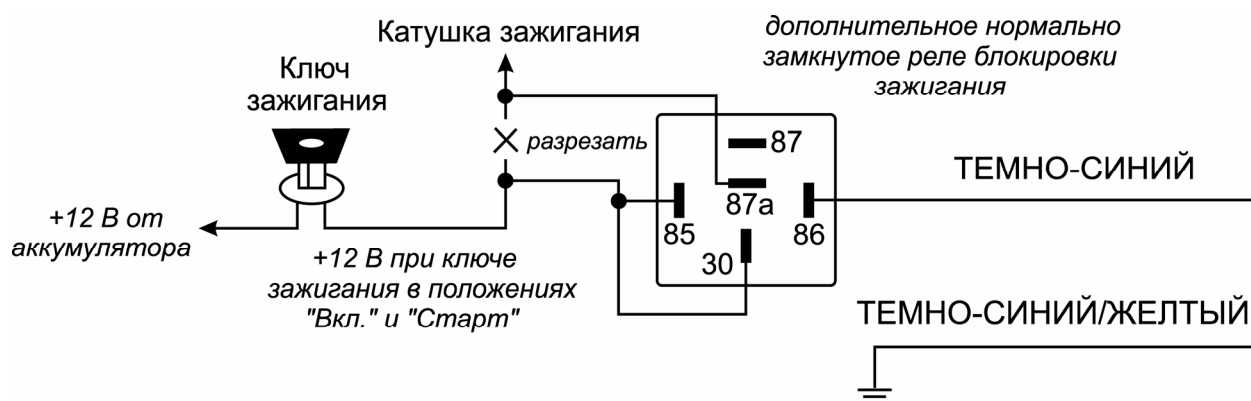 Катушка зажигания
дополнительное нормально
замкнутое реле блокировки
зажигания
Ключ
зажигания
разрезать
87
ТЕМНО-СИНИЙ
87а
85
86
+12 В от
аккумулятора
30
+12 В при ключе
зажигания в положениях
"Вкл." и "Старт"
ТЕМНО-СИНИЙ/ЖЕЛТЫЙ